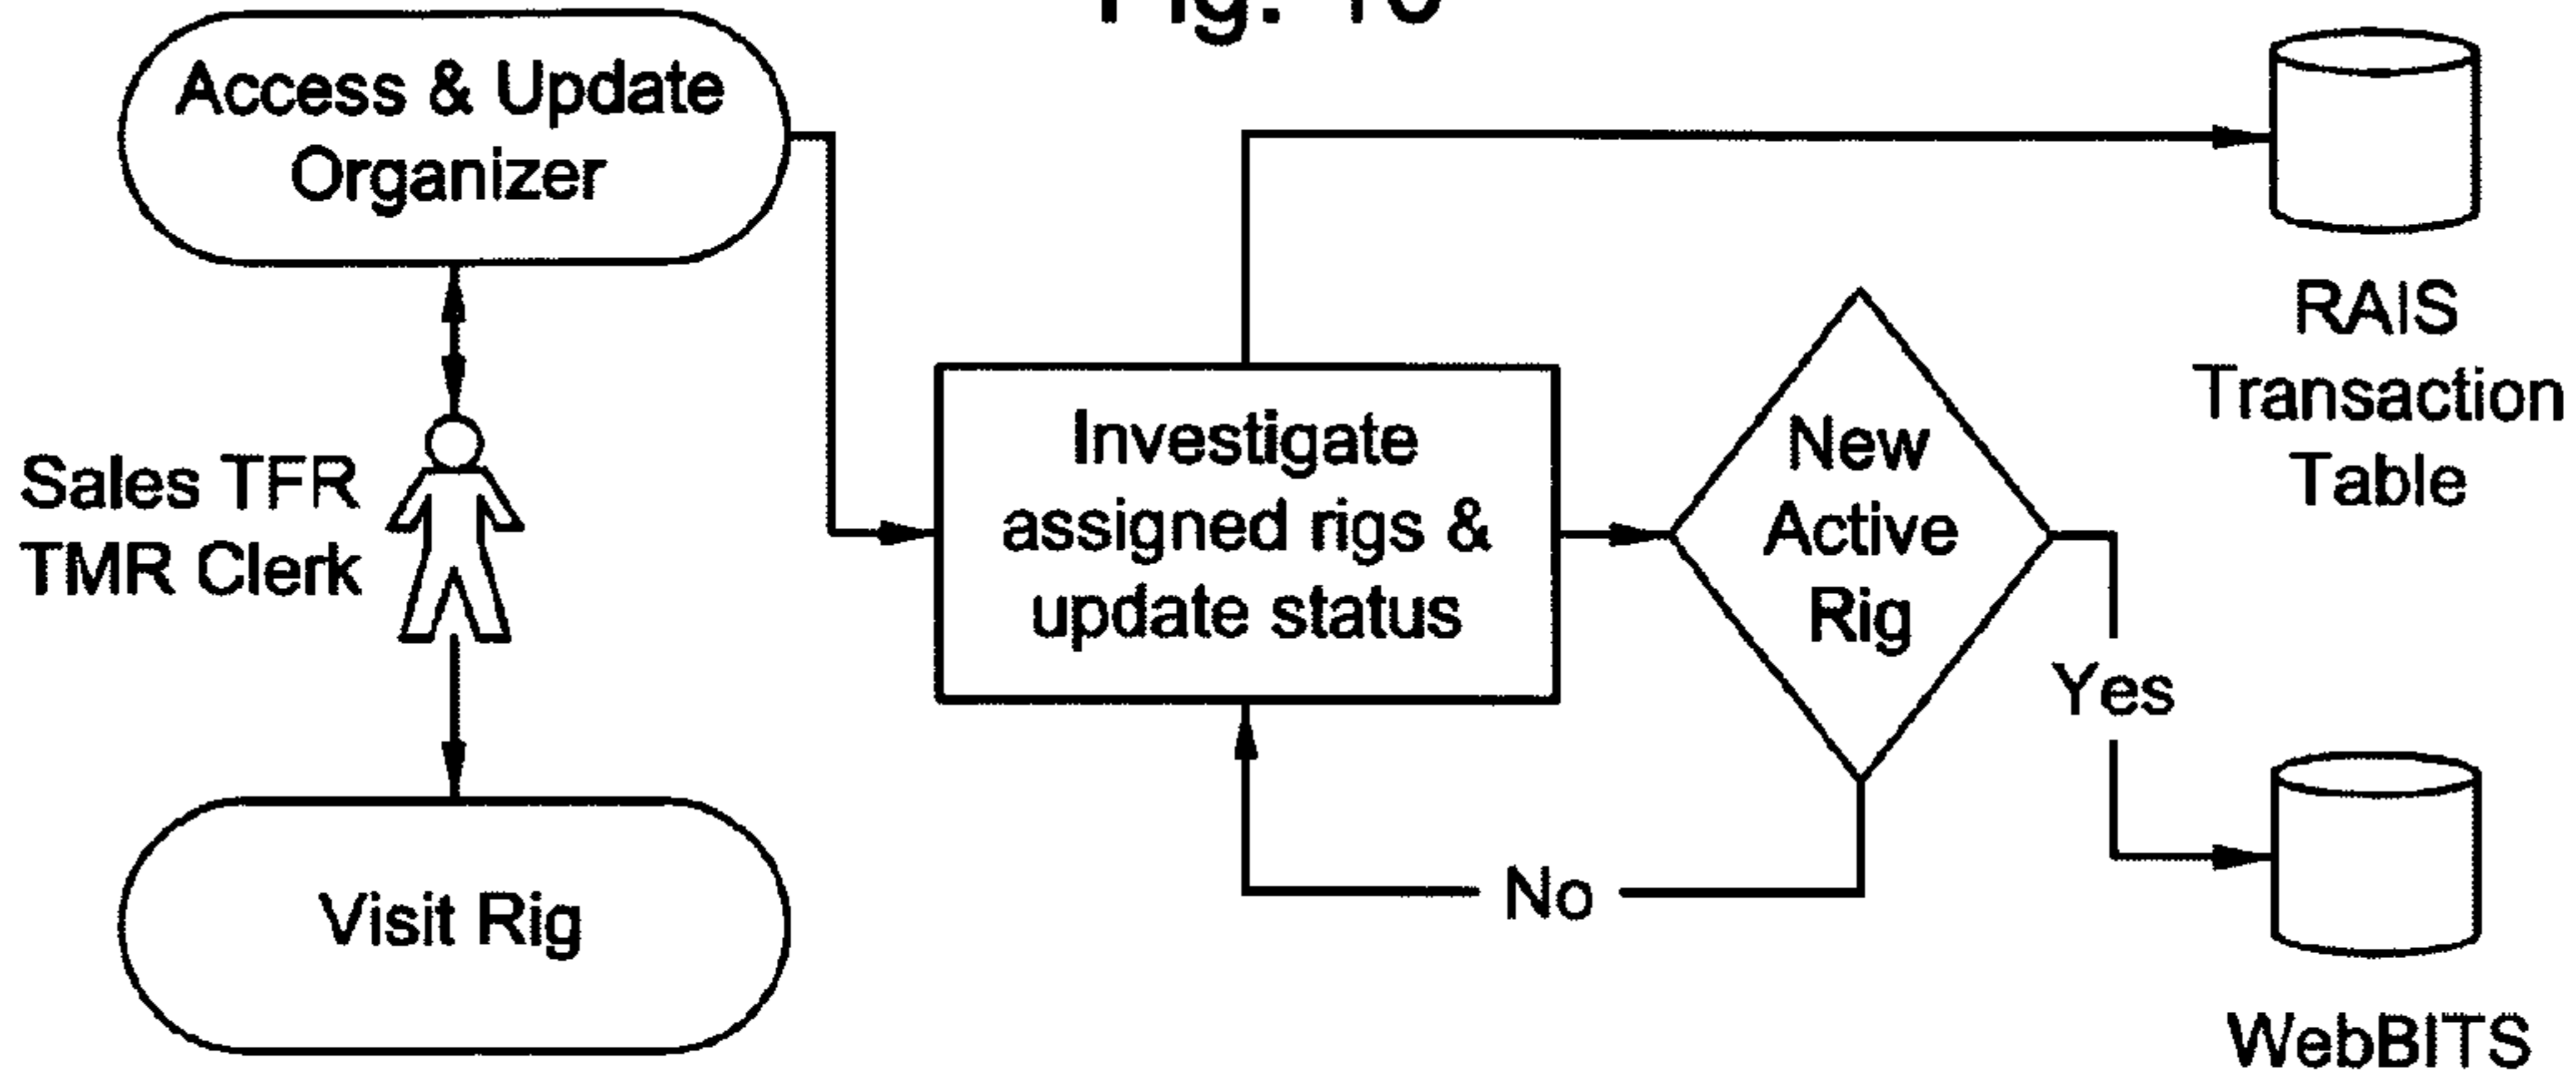 Access & Update
Organizer
Sales TFR
TMR Clerk
Visit Rig
Investigate
assigned rigs &
update status
New
Active
Rig
Yes
No
RAIS
Transaction
Table
WebBITS